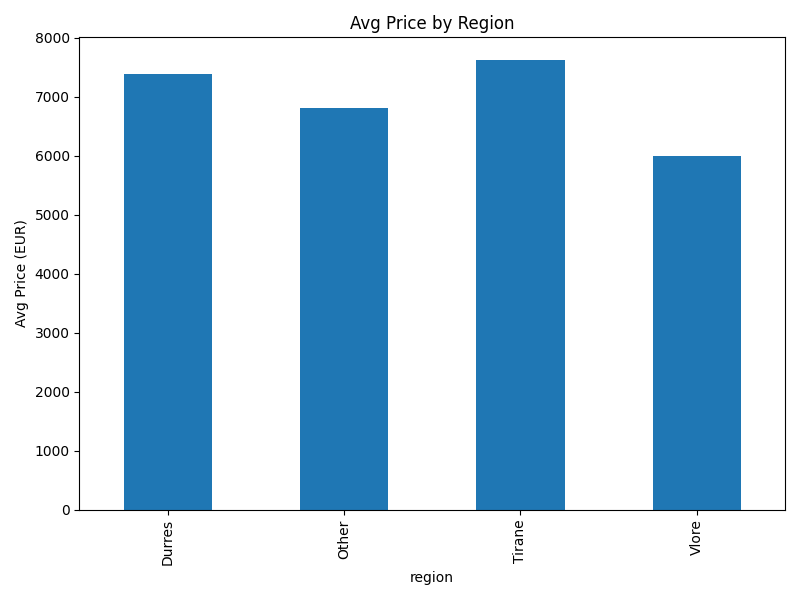 Avg Price by Region
8000
7000
6000
5000
4000
3000
2000
1000
0
Avg Price (EUR)
Durres
Other
Tirane
Vlore
region